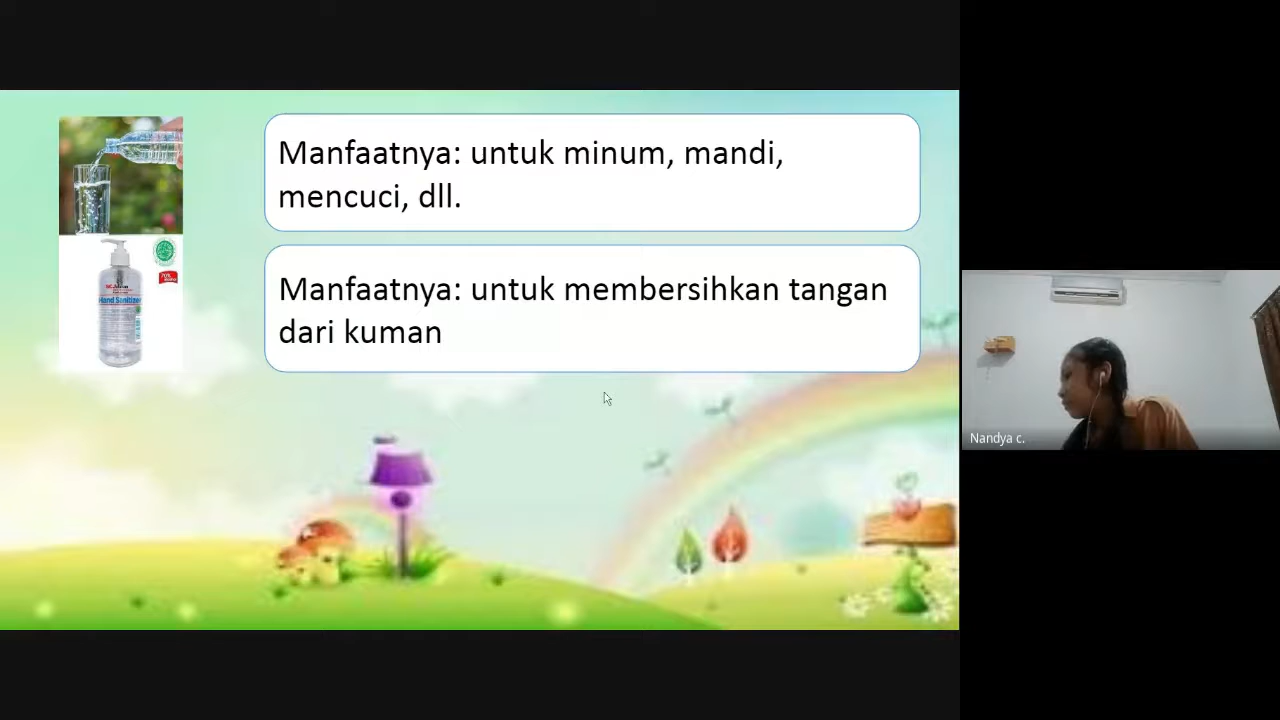 Manfaatnya: untuk minum, mandi,
mencuci, dll.
Hand Sanitizer
Manfaatnya: untuk membersihkan tangan
dari kuman
Nandya c.